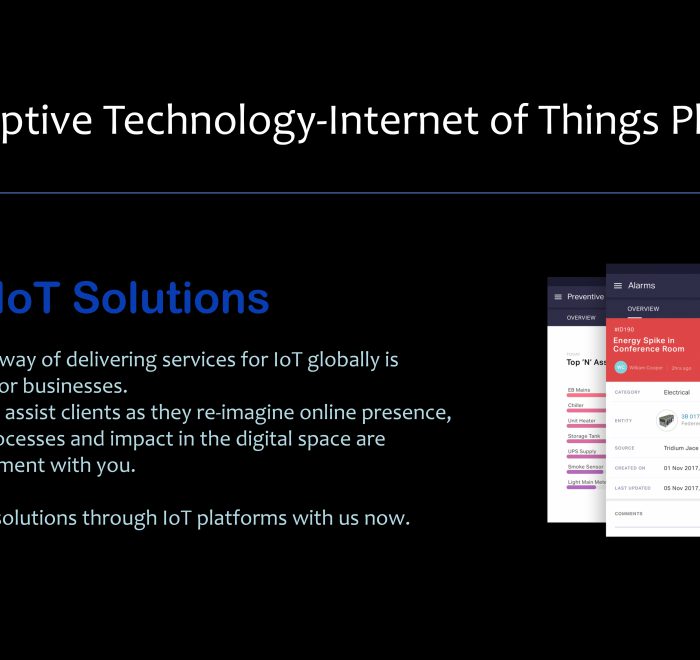 ptive Technology-Internet of Things Pl
IoT Solutions
way of delivering services for IoT globally is
or businesses.
assist clients as they re-imagine online presence,
ocesses and impact in the digital space are
ment with you.
solutions through IoT platforms with us now.
Preventive
OVERVIEW
Top 'N' Ass
EB Mains
Chiller
Unit Heater
Storage Tank
UPS Supply
Smoke Sensor
Light Main Mete
Alarms
OVERVIEW
#ID190
Energy Spike in
Conference Room
WC William Cooper | 2hrs ago
CATEGORY Electrical
ENTITY 3B 017
Federal
SOURCE Tridium Jace
CREATED ON 01 Nov 2017,
LAST UPDATED 05 Nov 2017,
COMMENTS